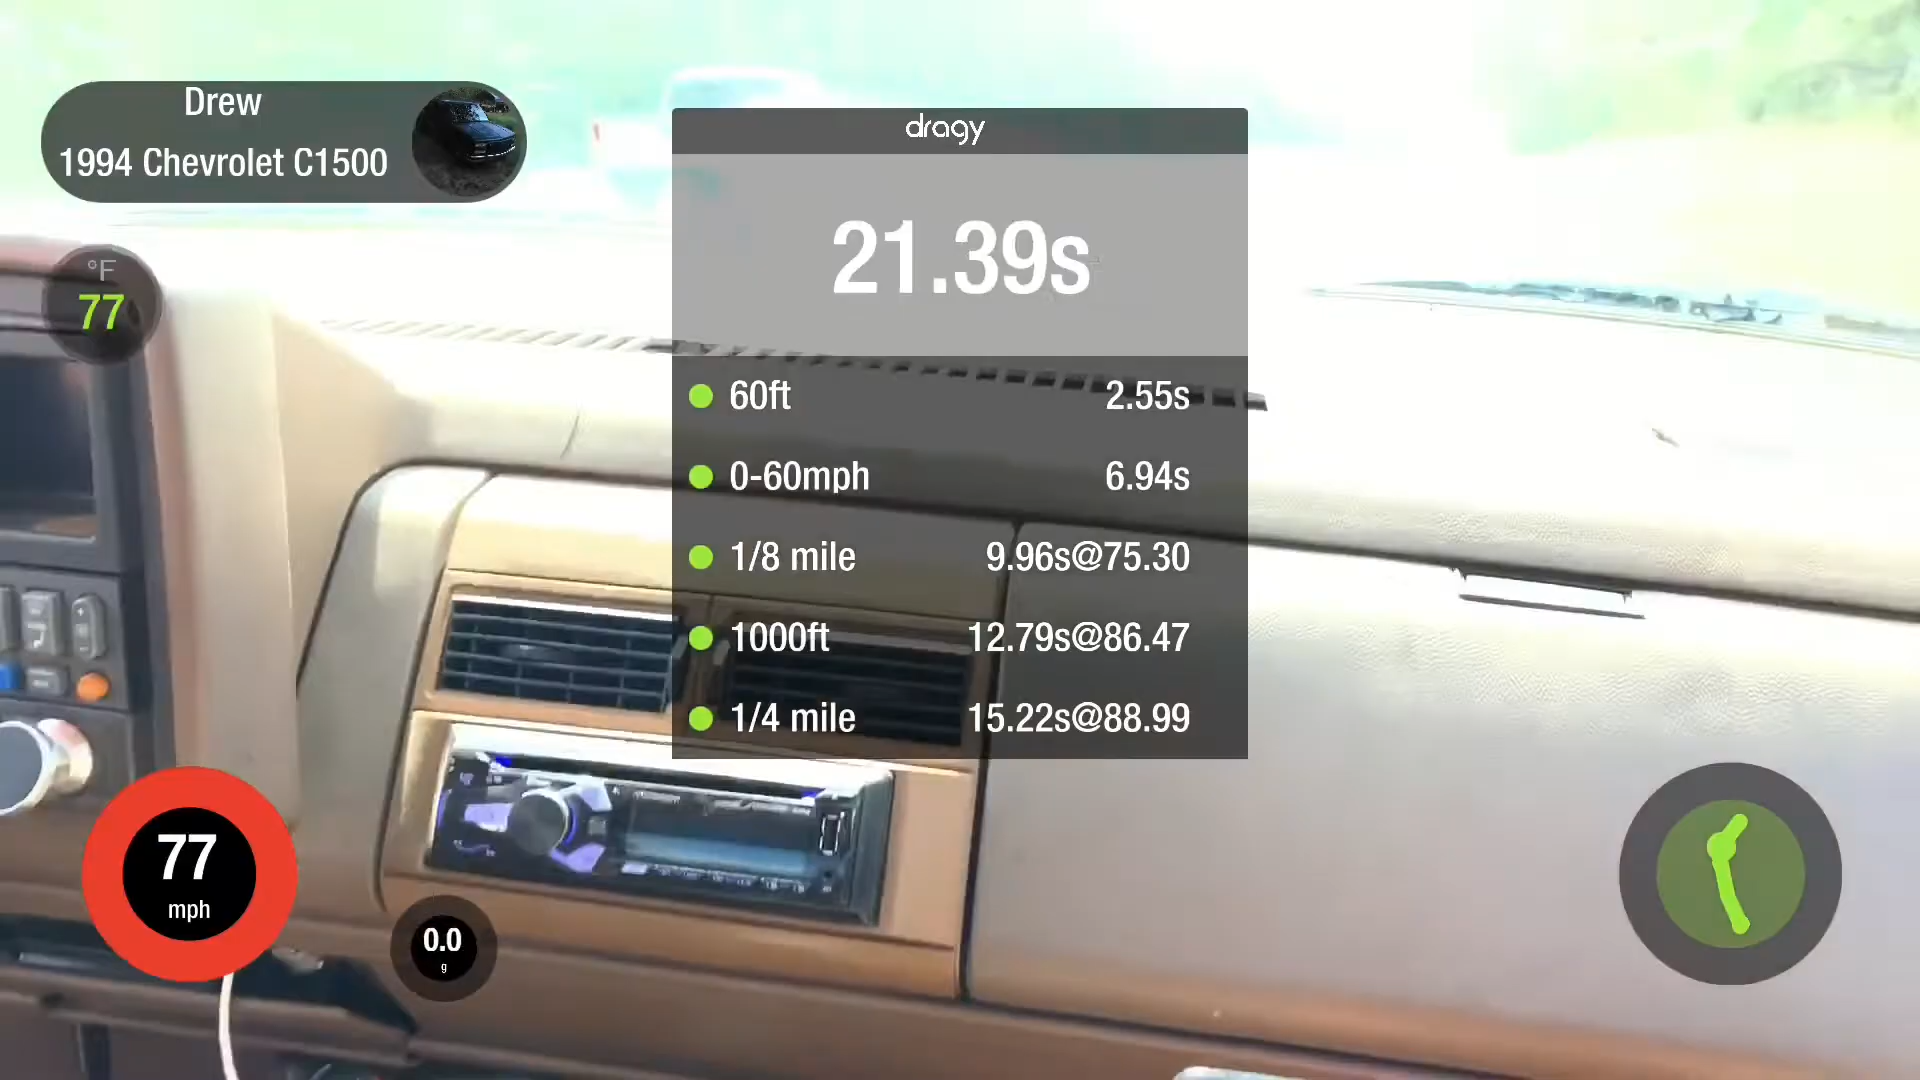 Drew
1994 Chevrolet C1500
°F
77
dragy
21.39s
60ft 2.55s
0-60mph 6.94s
1/8 mile 9.96s@75.30
1000ft 12.79s@86.47
1/4 mile 15.22s@88.99
77
mph
0.0
g